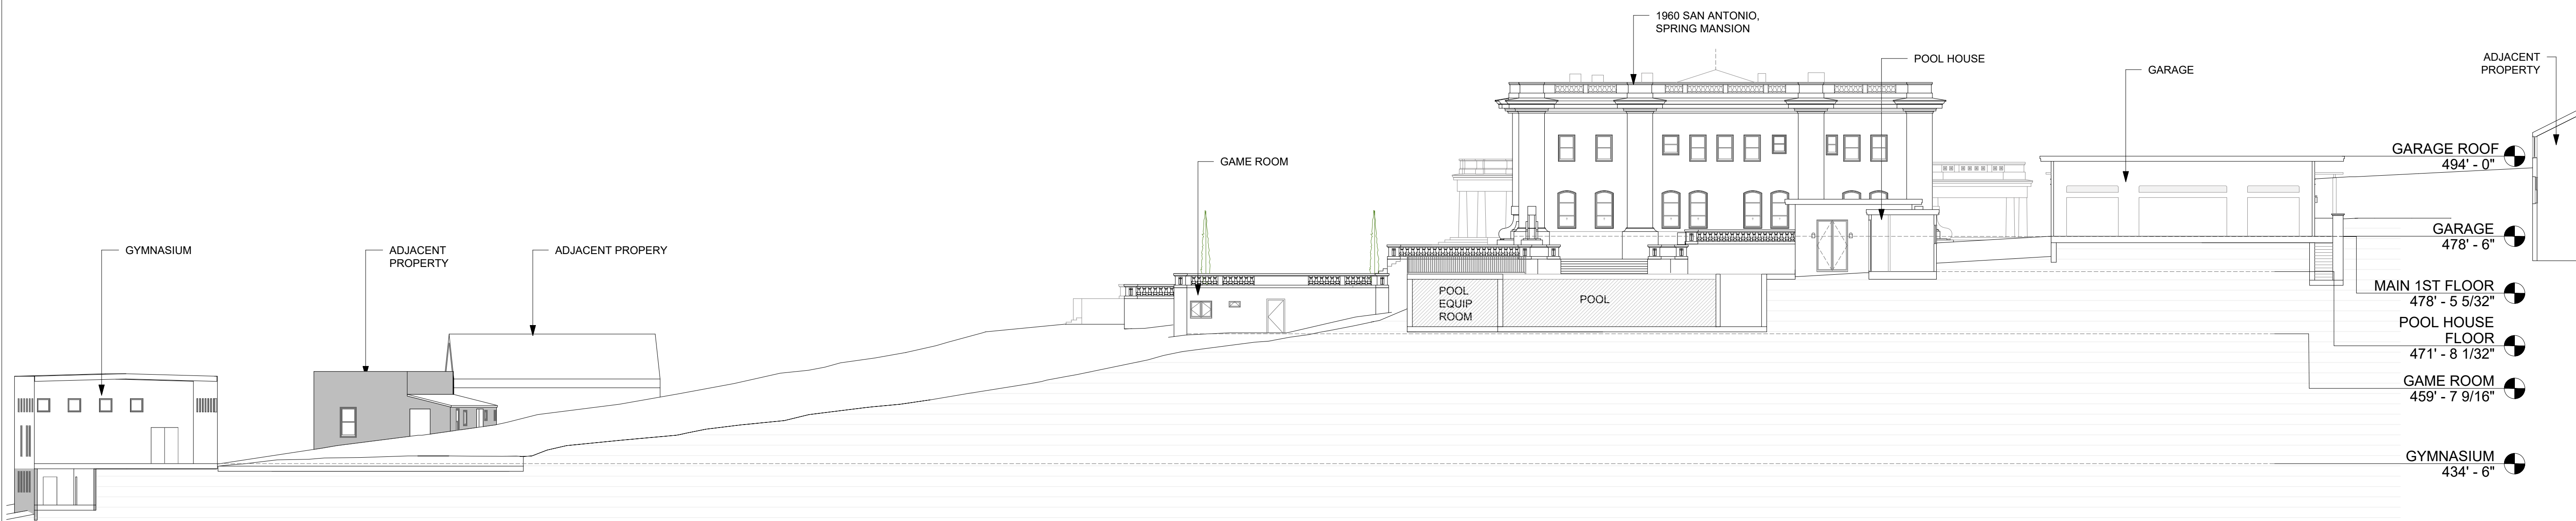 1960 SAN ANTONIO,
SPRING MANSION
POOL HOUSE
GARAGE
ADJACENT
PROPERTY
GARAGE ROOF
494' - 0"
GAME ROOM
GYMNASIUM
ADJACENT
PROPERTY
ADJACENT PROPERY
GARAGE
478' - 6"
POOL
EQUIP
ROOM
POOL
MAIN 1ST FLOOR
478' - 5 5/32"
POOL HOUSE
FLOOR
471' - 8 1/32"
GAME ROOM
459' - 7 9/16"
GYMNASIUM
434' - 6"